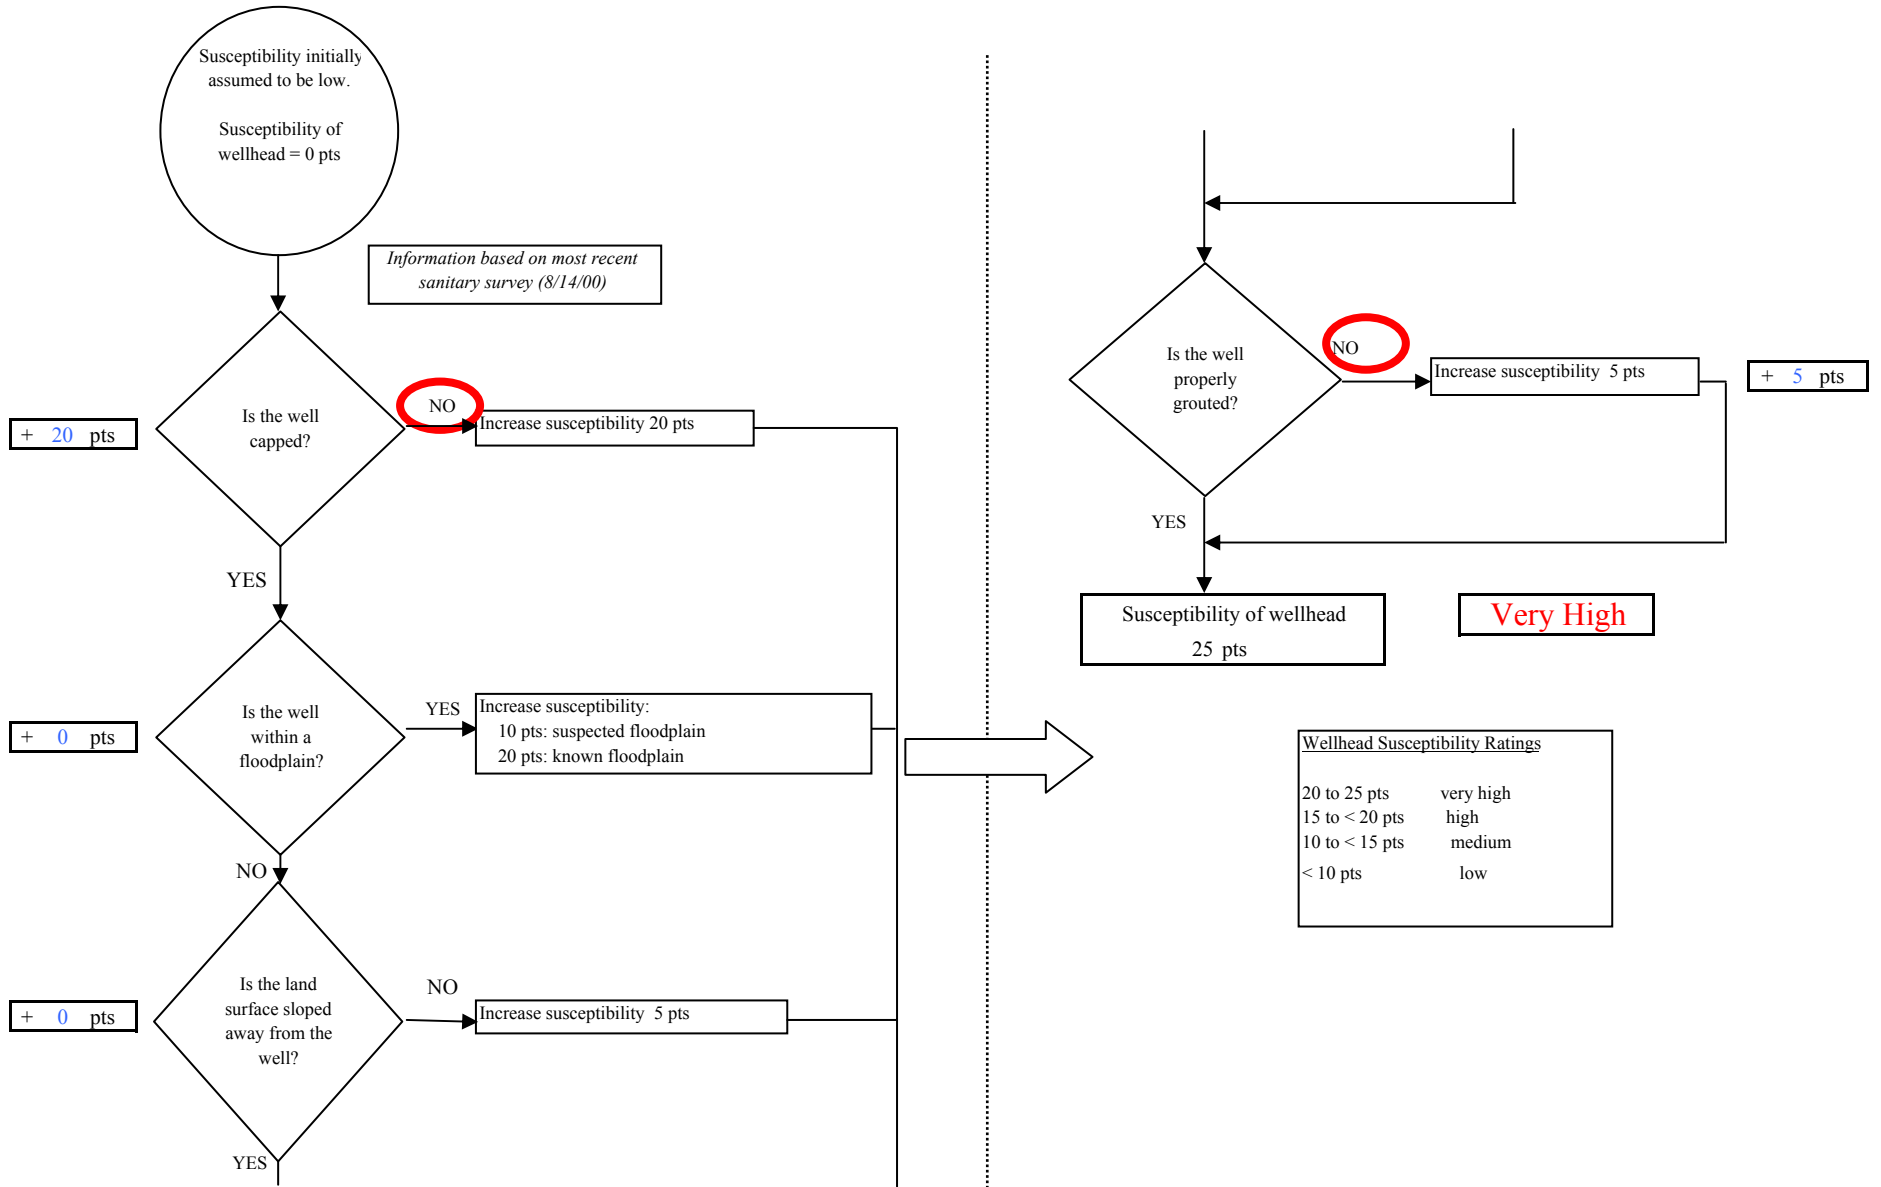 Susceptibility initially
assumed to be low.
Susceptibility of
wellhead = 0 pts
Information based on most recent
sanitary survey (8/14/00)
+ 20 pts
Is the well
capped?
NO
Increase susceptibility 20 pts
YES
+ 0 pts
Is the well
within a
floodplain?
YES
Increase susceptibility:
10 pts: suspected floodplain
20 pts: known floodplain
NO
+ 0 pts
Is the land
surface sloped
away from the
well?
NO
Increase susceptibility 5 pts
YES
Is the well
properly
grouted?
NO
Increase susceptibility 5 pts
+ 5 pts
YES
Susceptibility of wellhead
25 pts
Very High
Wellhead Susceptibility Ratings
20 to 25 pts very high
15 to < 20 pts high
10 to < 15 pts medium
< 10 pts low